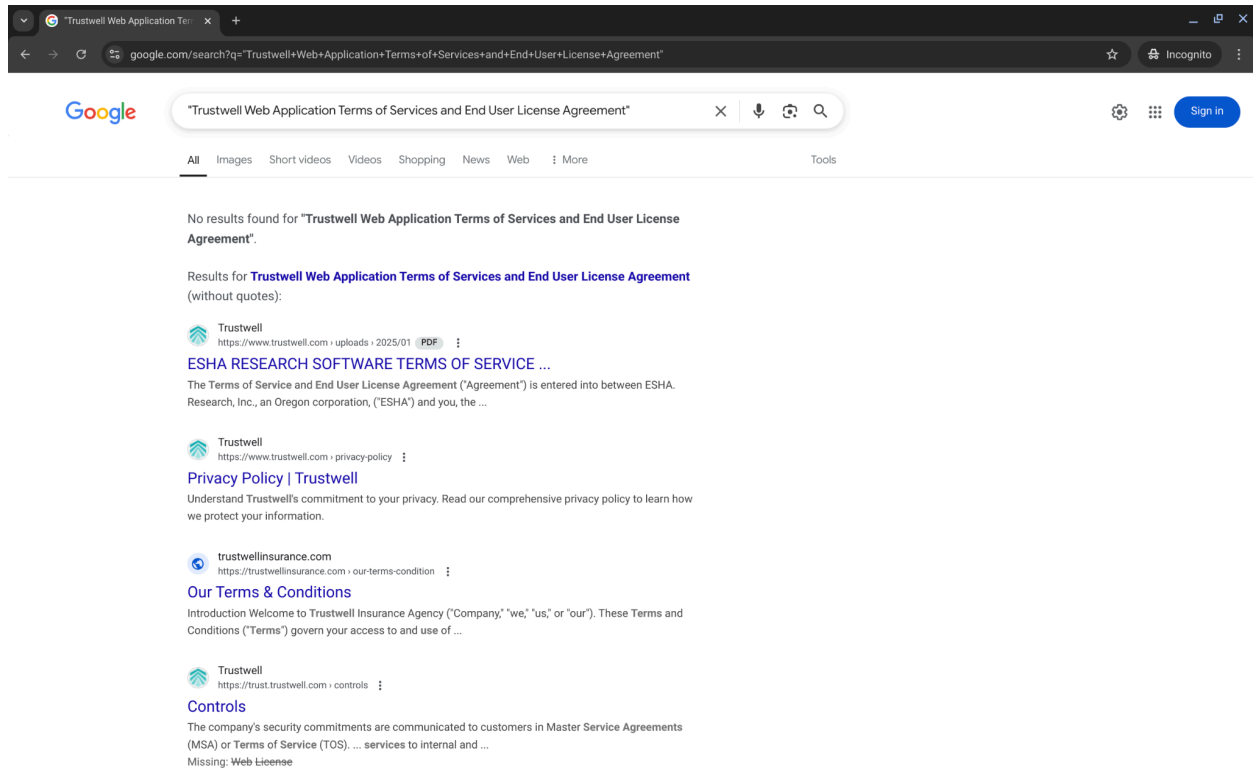 "Trustwell Web Application Ter
google.com/search?q="Trustwell+Web+Application+Terms+of+Services+and+End+User+License+Agreement"
Incognito
Google
"Trustwell Web Application Terms of Services and End User License Agreement"
Sign in
All Images Short videos Videos Shopping News Web More Tools
No results found for "Trustwell Web Application Terms of Services and End User License
Agreement".
Results for Trustwell Web Application Terms of Services and End User License Agreement
(without quotes):
Trustwell
https://www.trustwell.com › uploads › 2025/01 PDF
ESHA RESEARCH SOFTWARE TERMS OF SERVICE ...
The Terms of Service and End User License Agreement ("Agreement") is entered into between ESHA.
Research, Inc., an Oregon corporation, ("ESHA") and you, the ...
Trustwell
https://www.trustwell.com › privacy-policy
Privacy Policy | Trustwell
Understand Trustwell's commitment to your privacy. Read our comprehensive privacy policy to learn how
we protect your information.
trustwellinsurance.com
https://trustwellinsurance.com › our-terms-condition
Our Terms & Conditions
Introduction Welcome to Trustwell Insurance Agency ("Company," "we," "us," or "our"). These Terms and
Conditions ("Terms") govern your access to and use of ...
Trustwell
https://trust.trustwell.com › controls
Controls
The company's security commitments are communicated to customers in Master Service Agreements
(MSA) or Terms of Service (TOS). ... services to internal and ...
Missing: Web License